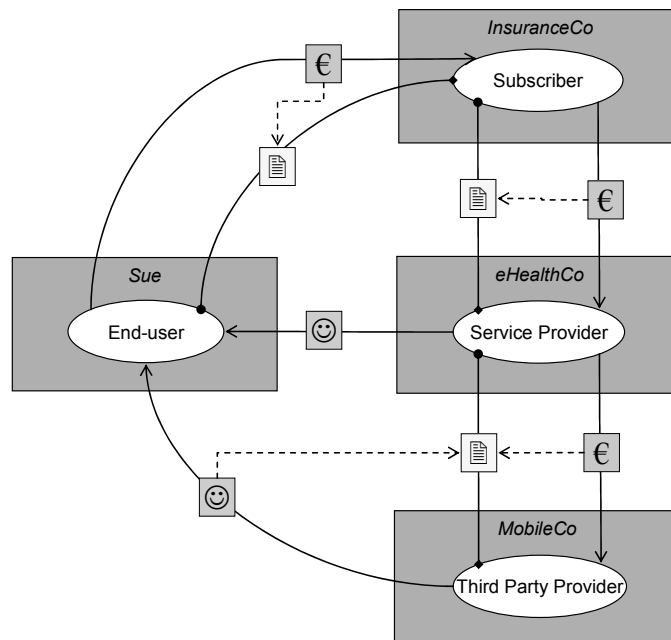 InsuranceCo
€
Subscriber
€
Sue
eHealthCo
End-user
Service Provider
€
MobileCo
Third Party Provider